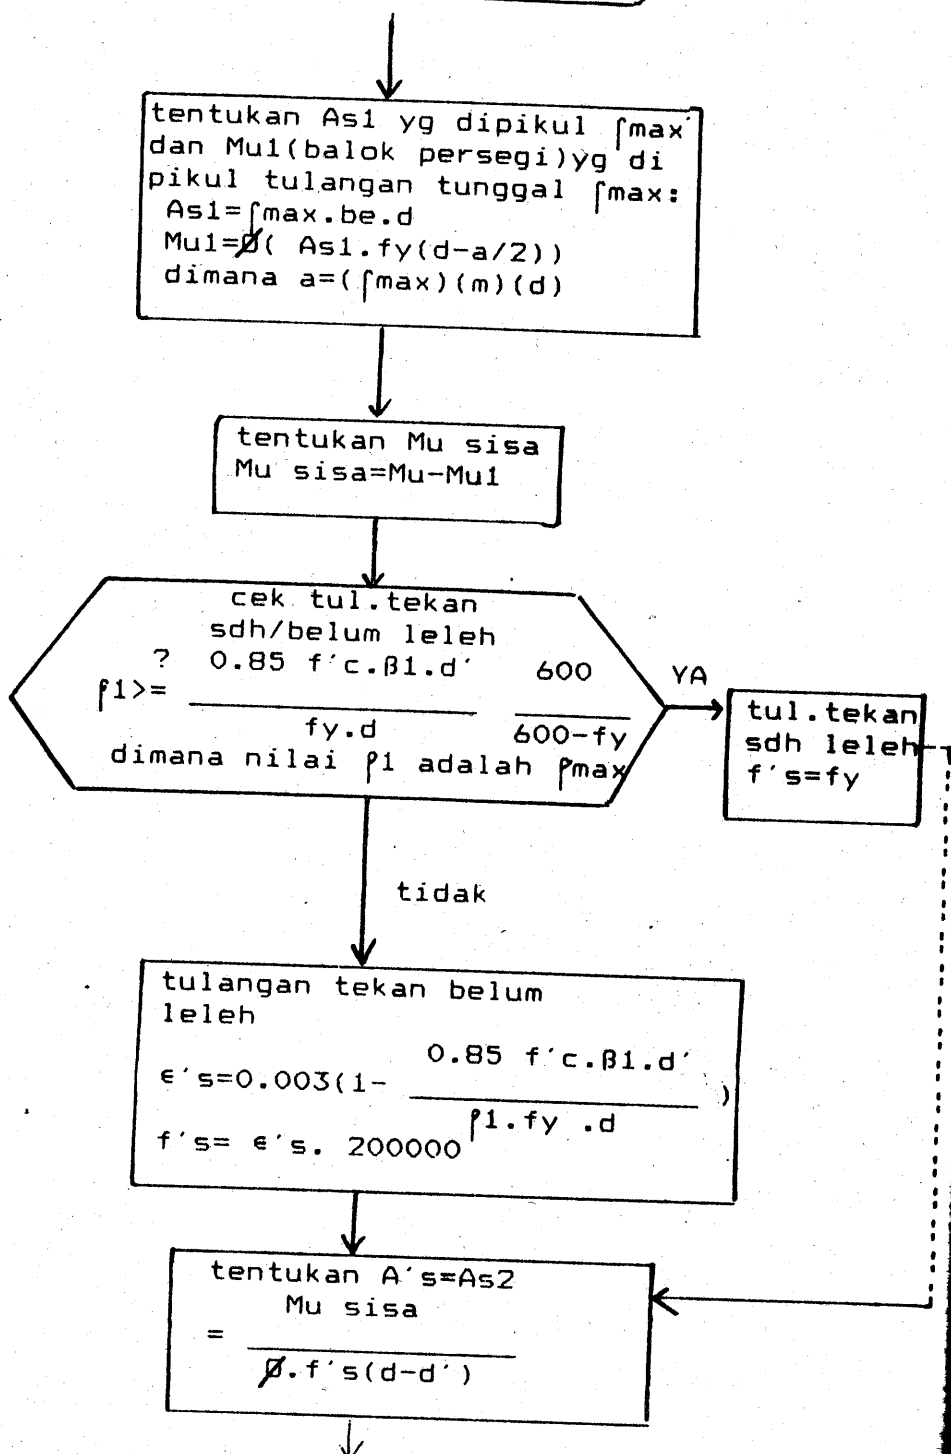 tentukan As1 yg dipikul ρmax
dan Mu1(balok persegi)yg di
pikul tulangan tunggal ρmax:
As1=ρmax.be.d
Mu1=Ø( As1.fy(d-a/2))
dimana a=(ρmax)(m)(d)
tentukan Mu sisa
Mu sisa=Mu-Mu1
cek tul.tekan
sdh/belum leleh
? 0.85 f'c.β1.d' 600
ρ1>=
fy.d 600-fy
dimana nilai ρ1 adalah ρmax
YA
tul.tekan
sdh leleh
f's=fy
tidak
tulangan tekan belum
leleh
0.85 f'c.β1.d'
ϵ's=0.003(1- )
ρ1.fy .d
f's= ϵ's. 200000
tentukan A's=As2
Mu sisa
=
Ø.f's(d-d')